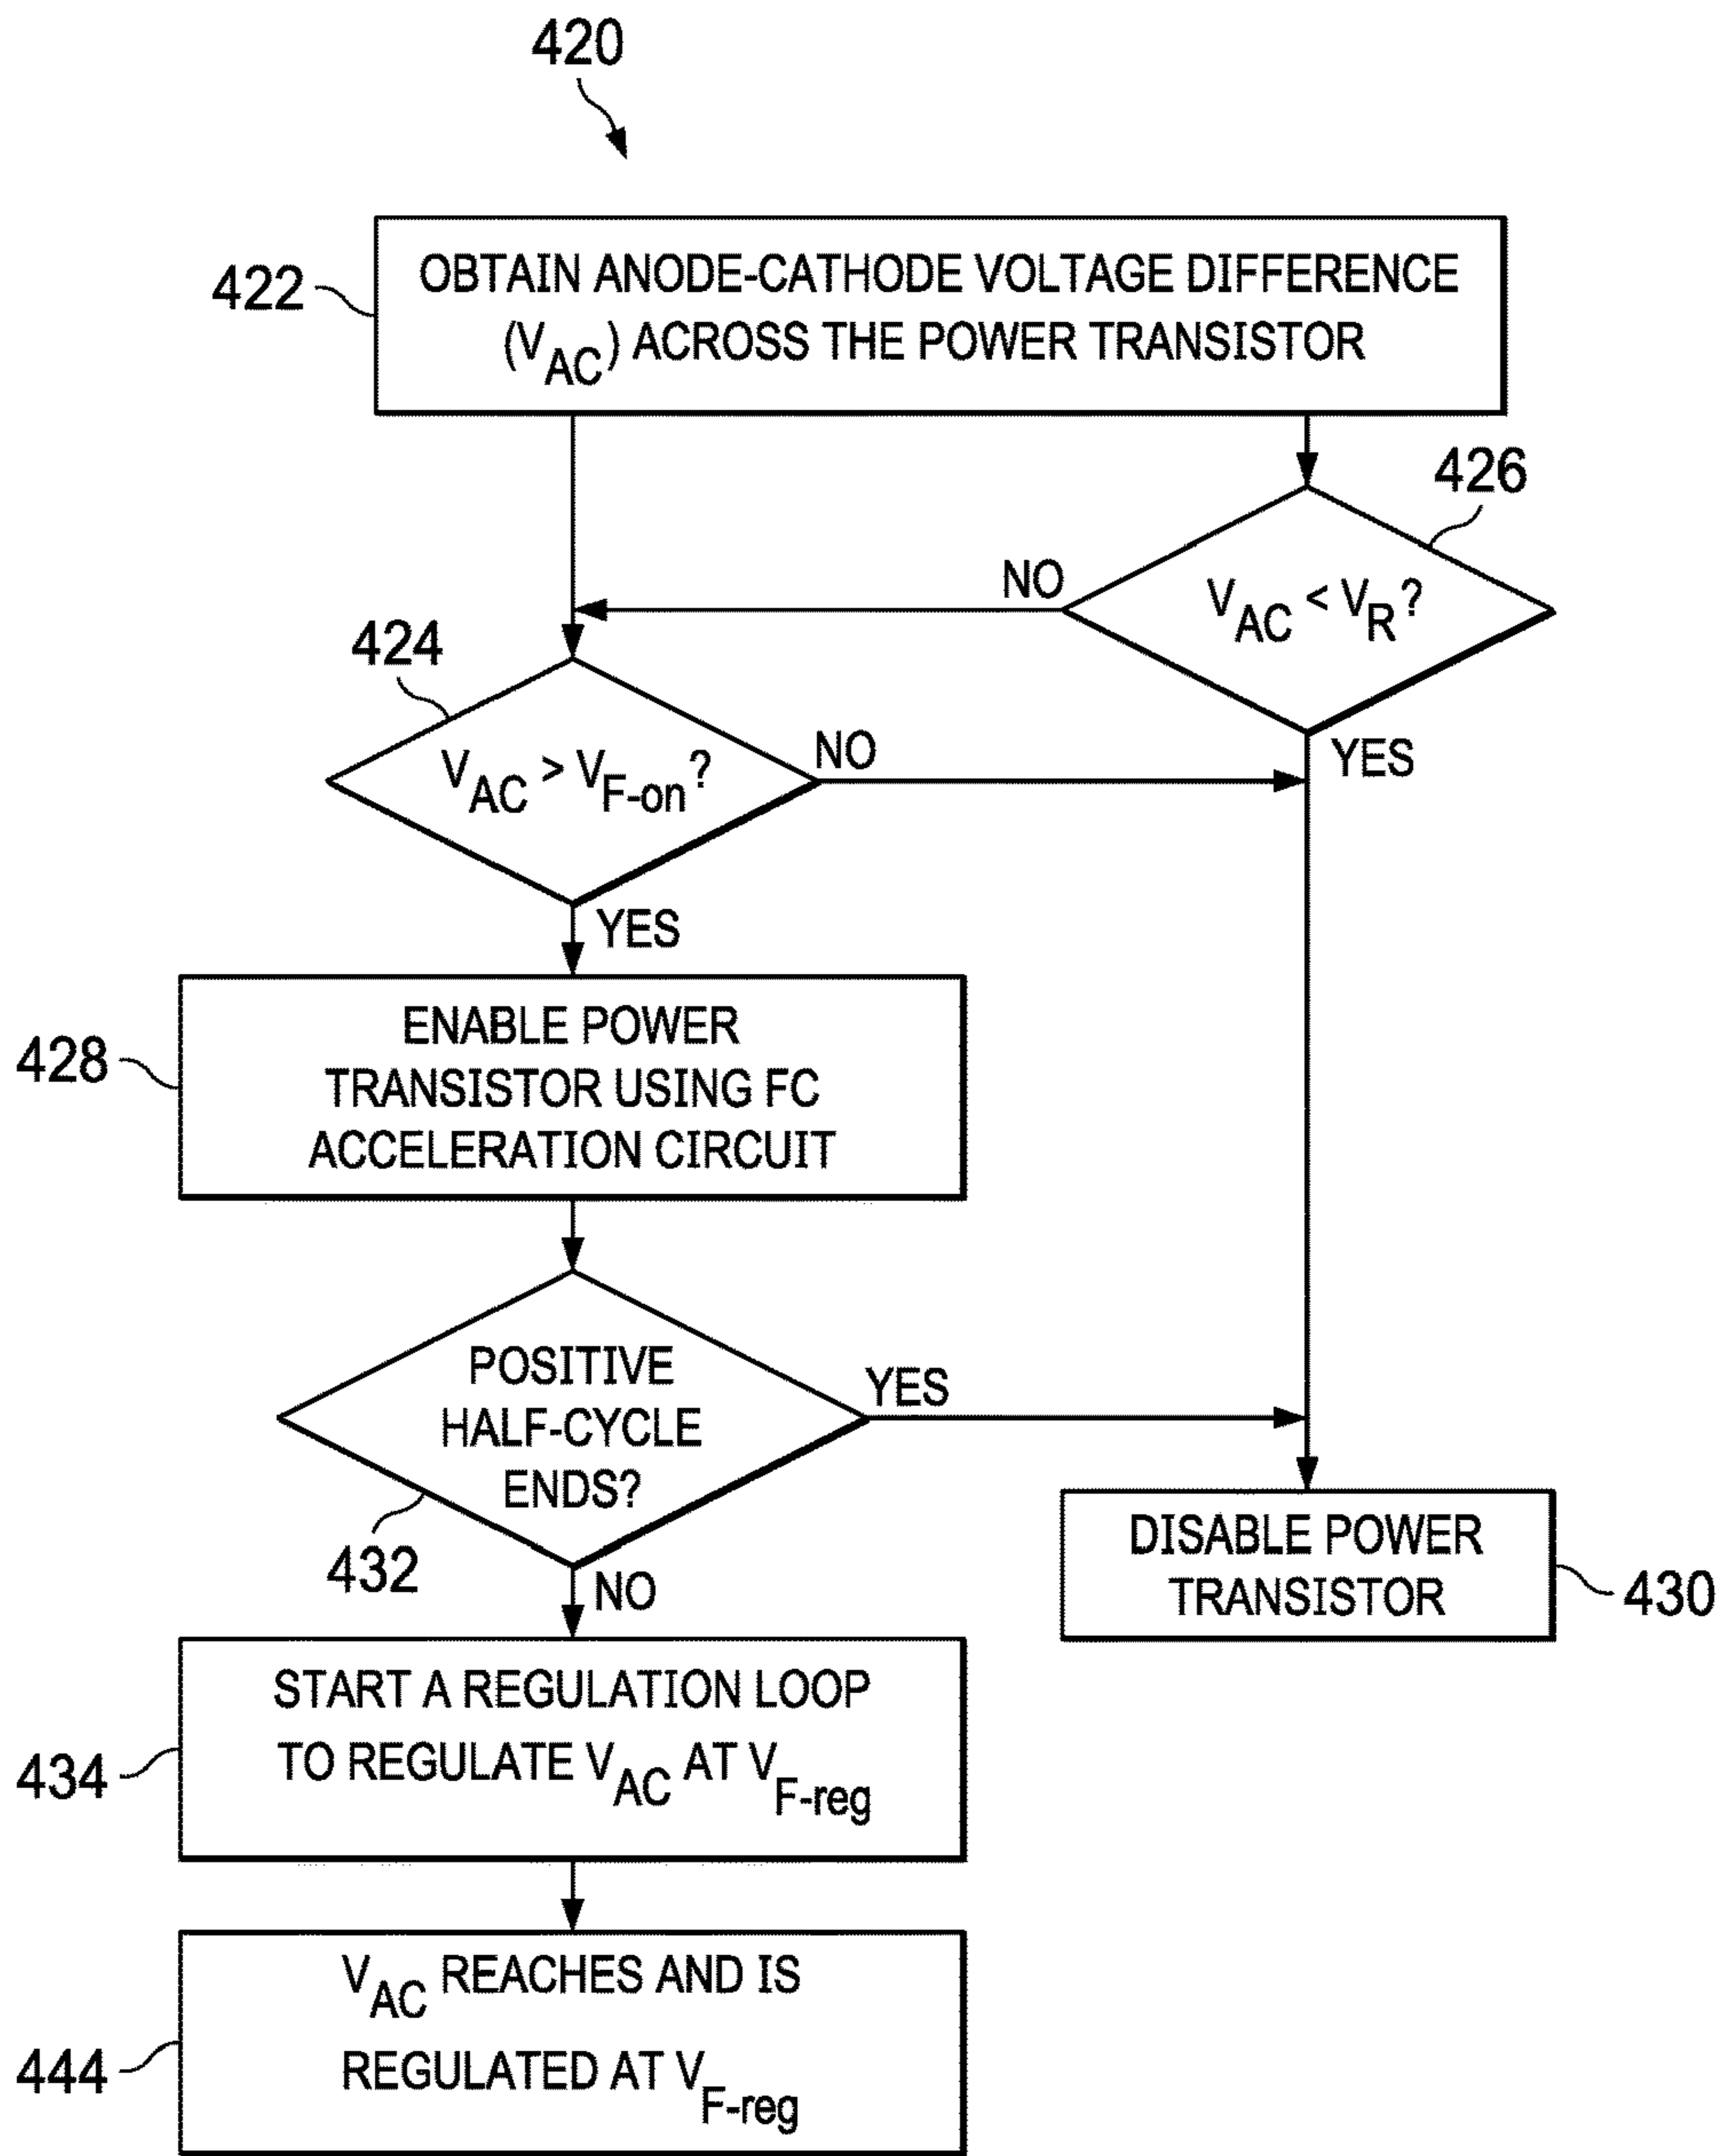 420
422
OBTAIN ANODE-CATHODE VOLTAGE DIFFERENCE
(VAC) ACROSS THE POWER TRANSISTOR
426
VAC < VR?
NO
YES
424
VAC > VF-on?
NO
YES
428
ENABLE POWER
TRANSISTOR USING FC
ACCELERATION CIRCUIT
POSITIVE
HALF-CYCLE
ENDS?
YES
432
NO
DISABLE POWER
TRANSISTOR
430
434
START A REGULATION LOOP
TO REGULATE VAC AT VF-reg
444
VAC REACHES AND IS
REGULATED AT VF-reg